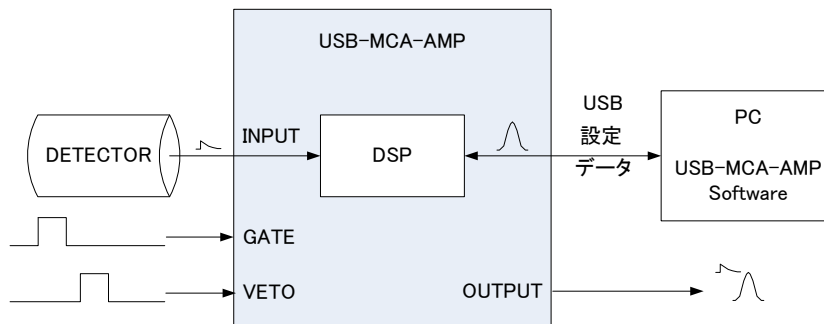 USB-MCA-AMP
DETECTOR
INPUT
DSP
USB
設定
データ
PC
USB-MCA-AMP
Software
GATE
VETO
OUTPUT